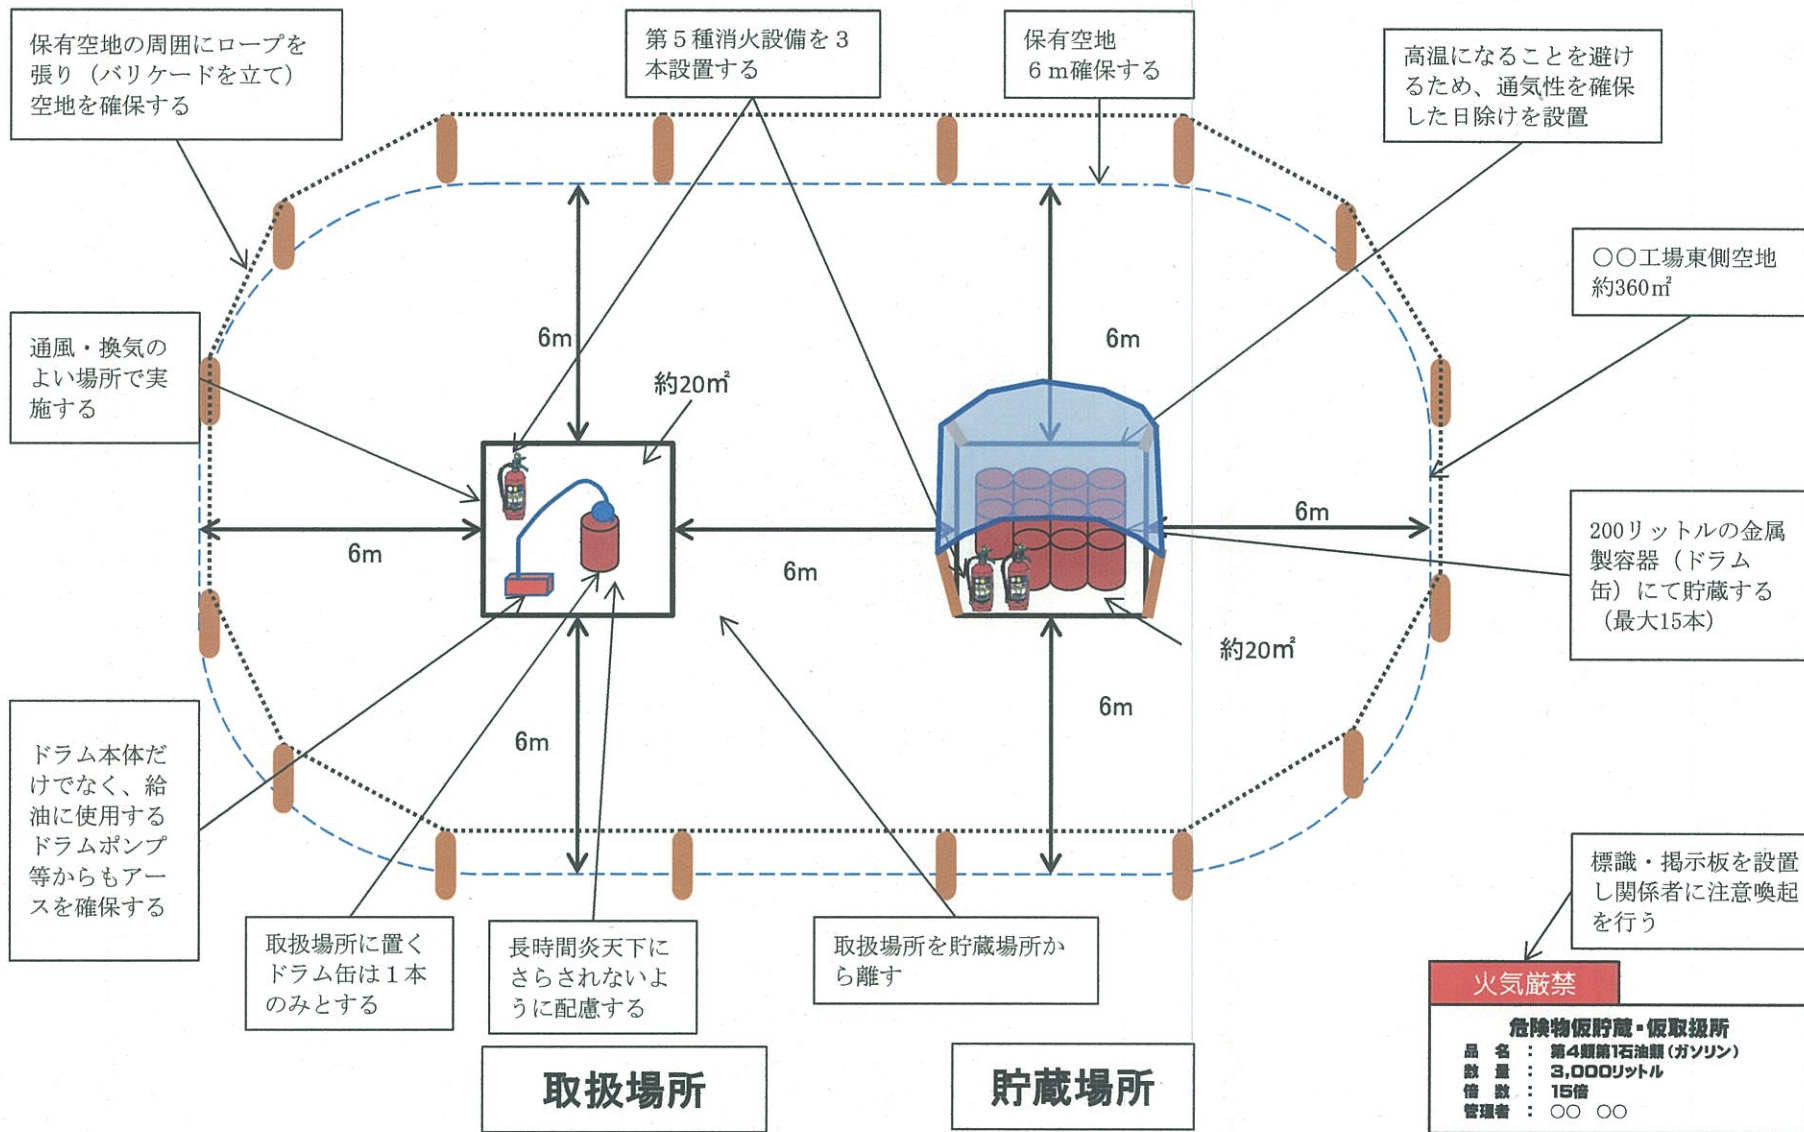 保有空地の周囲にロープを
張り（バリケードを立て）
空地を確保する
第５種消火設備を３
本設置する
保有空地
６ｍ確保する
高温になることを避け
るため、通気性を確保
した日除けを設置
○○工場東側空地
約360㎡
通風・換気の
よい場所で実
施する
6m
6m
約20㎡
6m
6m
6m
200リットルの金属
製容器（ドラム
缶）にて貯蔵する
（最大15本）
約20㎡
6m
6m
ドラム本体だ
けでなく、給
油に使用する
ドラムポンプ
等からもアー
スを確保する
取扱場所に置く
ドラム缶は１本
のみとする
長時間炎天下に
さらされないよ
うに配慮する
取扱場所を貯蔵場所か
ら離す
標識・掲示板を設置
し関係者に注意喚起
を行う
火気厳禁
危険物仮貯蔵・仮取扱所
品名：第4類第1石油類（ガソリン）
数量：3,000リットル
倍数：15倍
管理者：○○ ○○
取扱場所
貯蔵場所